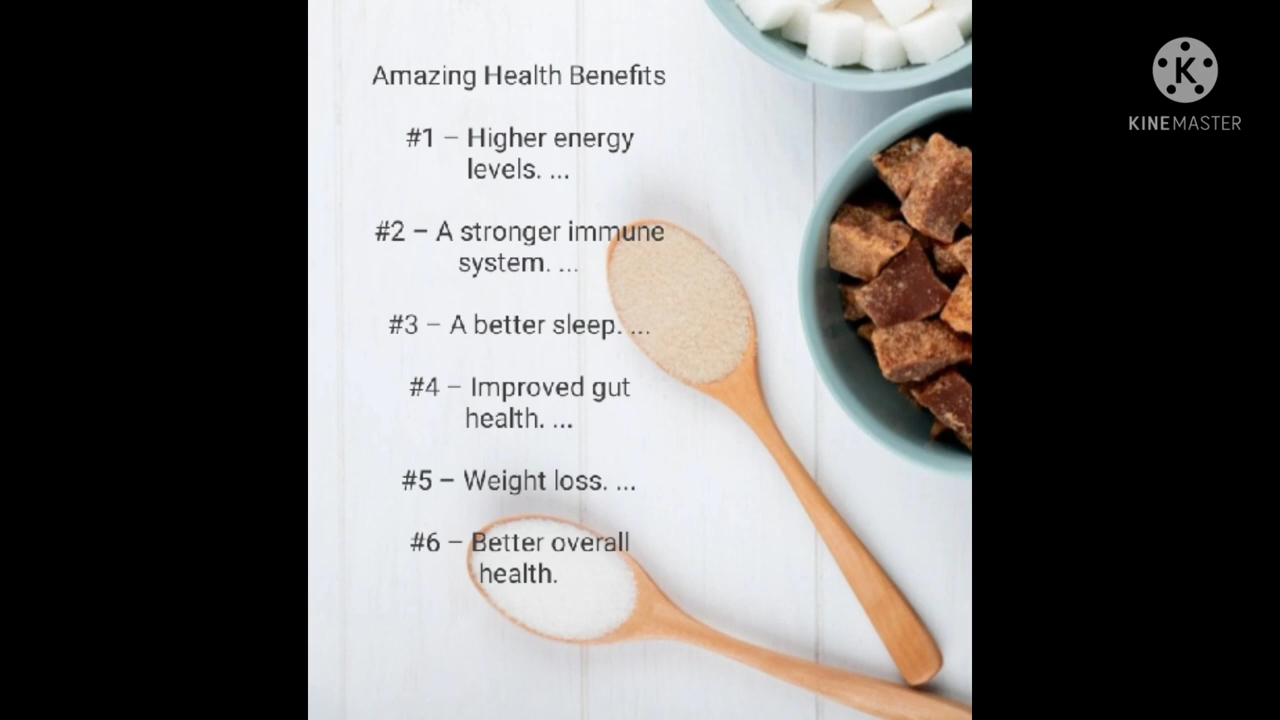 Amazing Health Benefits
#1 – Higher energy
levels. ...
#2 – A stronger immune
system. ...
#3 – A better sleep. ...
#4 – Improved gut
health. ...
#5 – Weight loss. ...
#6 – Better overall
health.
K
KINEMASTER